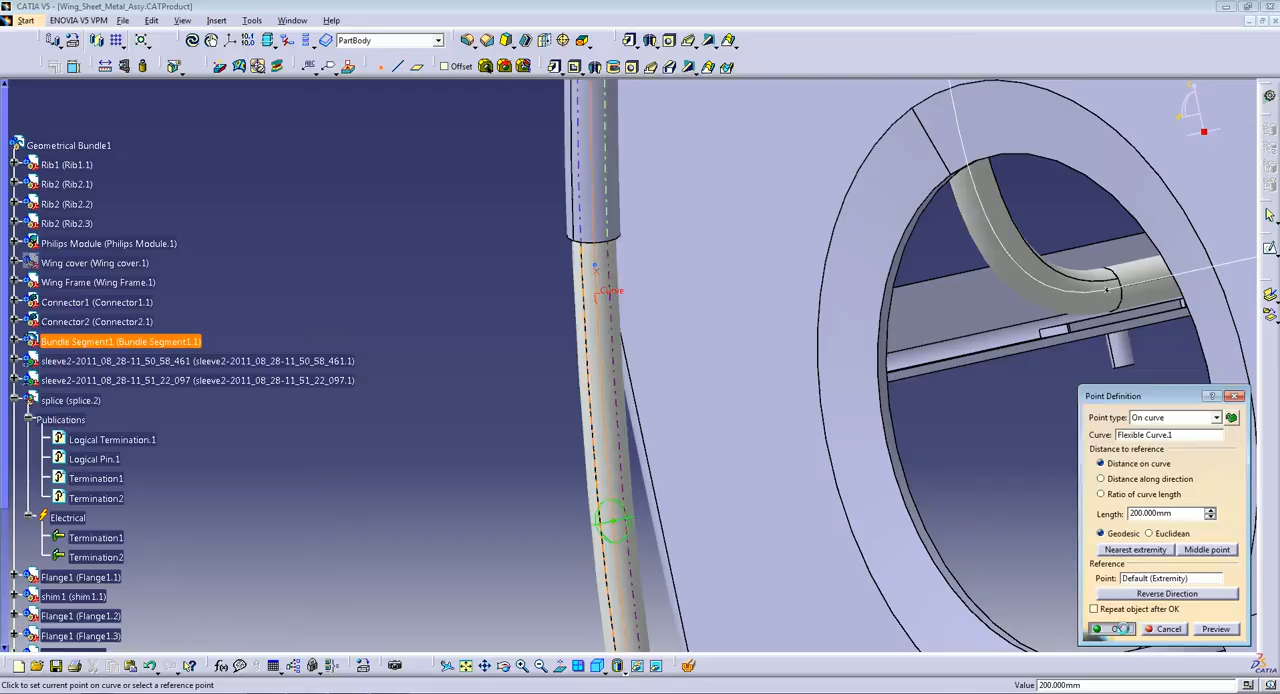 CATIA V5 - [Wing_Sheet_Metal_Assy.CATProduct]
Start ENOVIA V5 VPM File Edit View Insert Tools Window Help
PartBody
Offset
Geometrical Bundle1
Rib1 (Rib1.1)
Rib2 (Rib2.1)
Rib2 (Rib2.2)
Rib2 (Rib2.3)
Philips Module (Philips Module.1)
Wing cover (Wing cover.1)
Wing Frame (Wing Frame.1)
Connector1 (Connector1.1)
Connector2 (Connector2.1)
Bundle Segment1 (Bundle Segment1.1)
sleeve2-2011_08_28-11_50_58_461 (sleeve2-2011_08_28-11_50_58_461.1)
sleeve2-2011_08_28-11_51_22_097 (sleeve2-2011_08_28-11_51_22_097.1)
splice (splice.2)
Publications
Logical Termination.1
Logical Pin.1
Termination1
Termination2
Electrical
Termination1
Termination2
Flange1 (Flange1.1)
shim1 (shim1.1)
Flange1 (Flange1.2)
Flange1 (Flange1.3)
Curve
Point Definition
Point type: On curve
Curve: Flexible Curve.1
Distance to reference
Distance on curve
Distance along direction
Ratio of curve length
Length: 200.000mm
Geodesic Euclidean
Nearest extremity Middle point
Reference
Point: Default (Extremity)
Reverse Direction
Repeat object after OK
Cancel Preview
Click to set current point on curve or select a reference point
Value 200.000mm